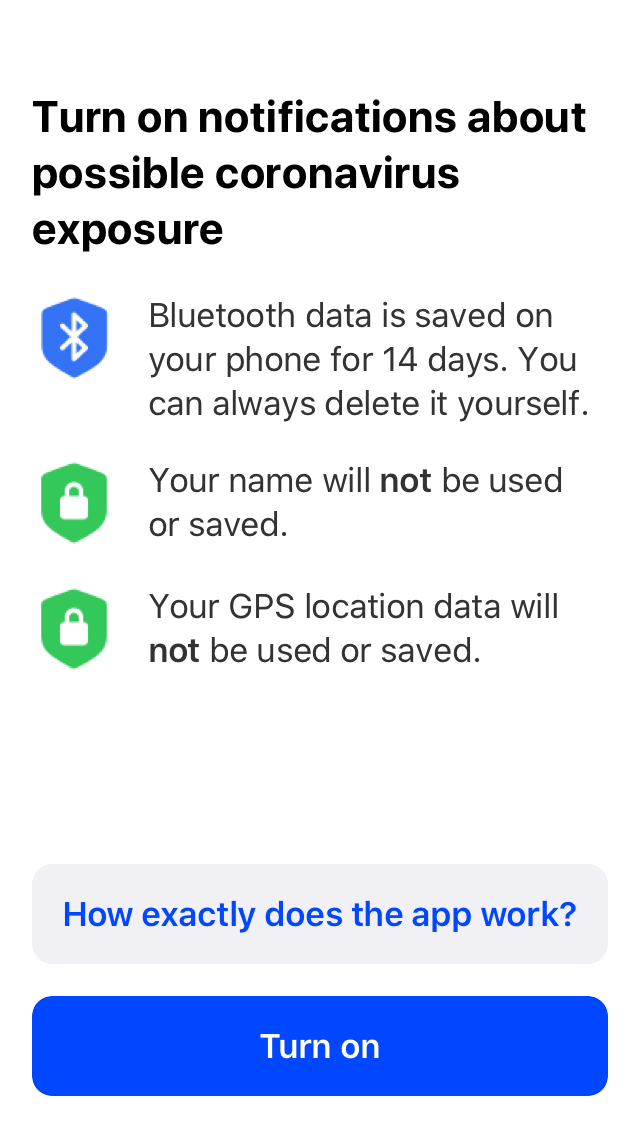 Turn on notifications about
possible coronavirus
exposure
Bluetooth data is saved on
your phone for 14 days. You
can always delete it yourself.
Your name will not be used
or saved.
Your GPS location data will
not be used or saved.
How exactly does the app work?
Turn on